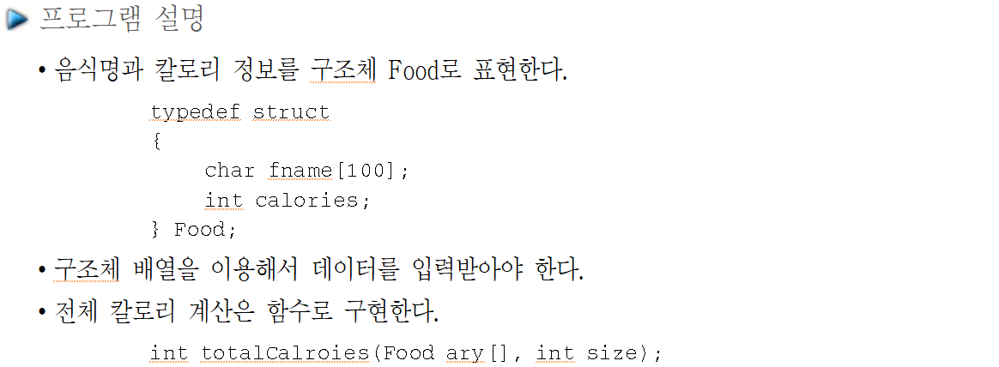 프로그램 설명
• 음식명과 칼로리 정보를 구조체 Food로 표현한다.
typedef struct
{
char fname[100];
int calories;
} Food;
• 구조체 배열을 이용해서 데이터를 입력받아야 한다.
• 전체 칼로리 계산은 함수로 구현한다.
int totalCalroies(Food ary[], int size);